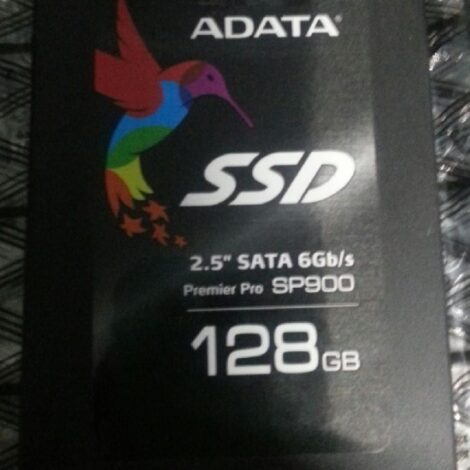 ADATA®
SSD
2.5" SATA 6Gb/s
Premier Pro SP900
128GB